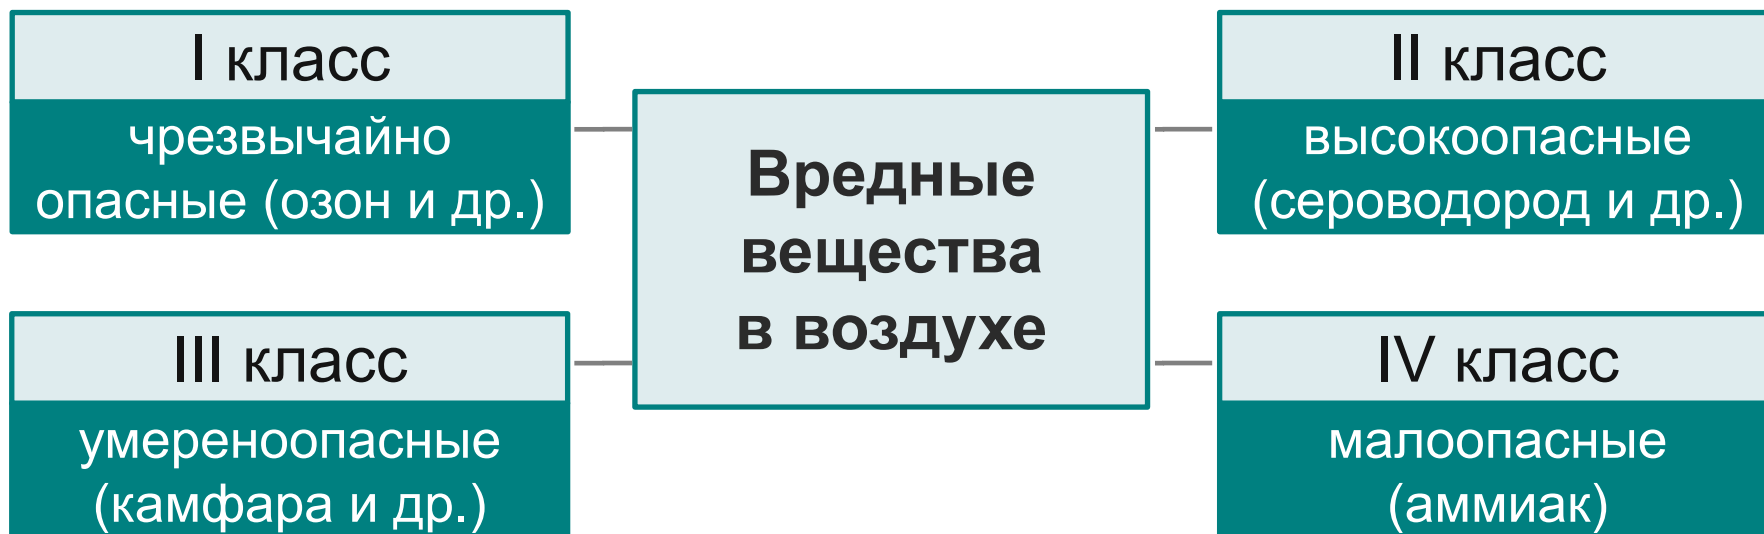 I класс
чрезвычайно
опасные (озон и др.)
Вредные
вещества
в воздухе
II класс
высокоопасные
(сероводород и др.)
III класс
умереноопасные
(камфара и др.)
IV класс
малоопасные
(аммиак)